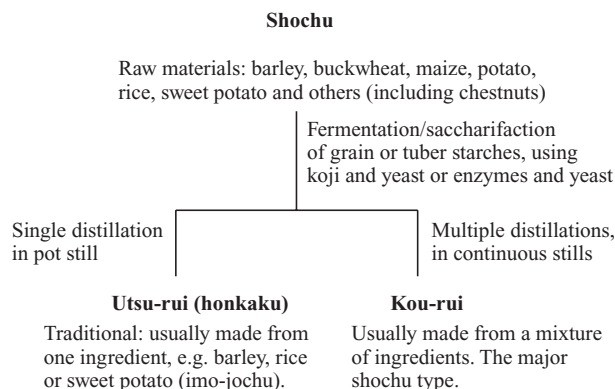 Shochu
Raw materials: barley, buckwheat, maize, potato,
rice, sweet potato and others (including chestnuts)
Fermentation/saccharifaction
of grain or tuber starches, using
koji and yeast or enzymes and yeast
Single distillation
in pot still
Multiple distillations,
in continuous stills
Utsu-rui (honkaku)
Traditional: usually made from
one ingredient, e.g. barley, rice
or sweet potato (imo-jochu).
Kou-rui
Usually made from a mixture
of ingredients. The major
shochu type.